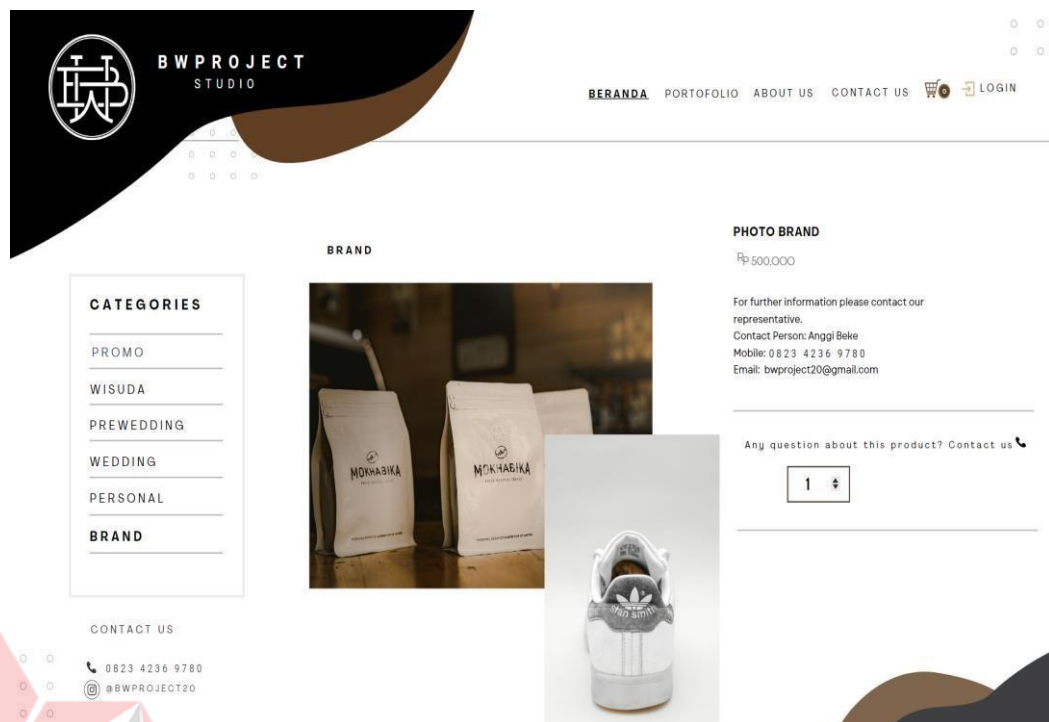 BWPROJECT
STUDIO
BERANDA PORTOFOLIO ABOUT US CONTACT US 0 LOGIN
BRAND
CATEGORIES
PROMO
WISUDA
PREWEDDING
WEDDING
PERSONAL
BRAND
CONTACT US
0823 4236 9780
@BWPROJECT20
MOKHABIKA
MOKHABIKA
stan smith
PHOTO BRAND
Rp 500.000
For further information please contact our
representative.
Contact Person: Anggi Beke
Mobile: 0823 4236 9780
Email: bwproject20@gmail.com
Any question about this product? Contact us
1